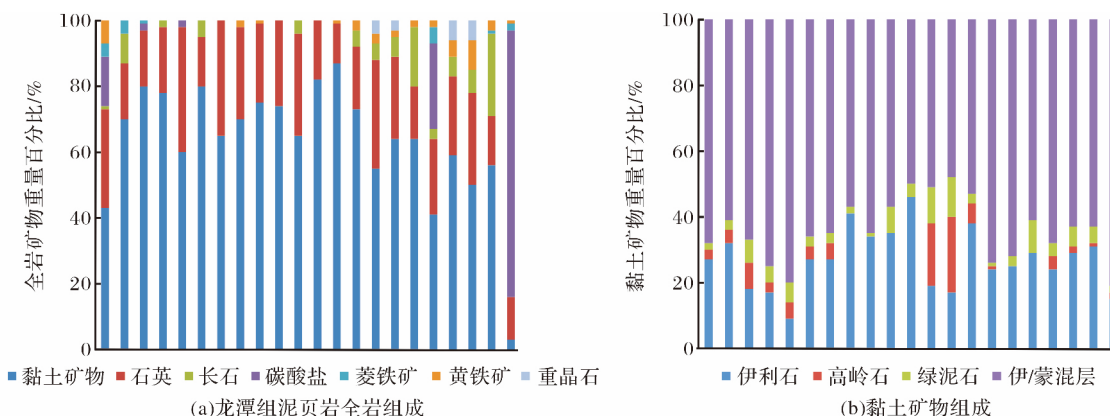 全岩矿物重量百分比/%
100
80
60
40
20
0
黏土矿物 石英 长石 碳酸盐 菱铁矿 黄铁矿 重晶石
(a)龙潭组泥页岩全岩组成
黏土矿物重量百分比/%
100
80
60
40
20
0
伊利石 高岭石 绿泥石 伊/蒙混层
(b)黏土矿物组成